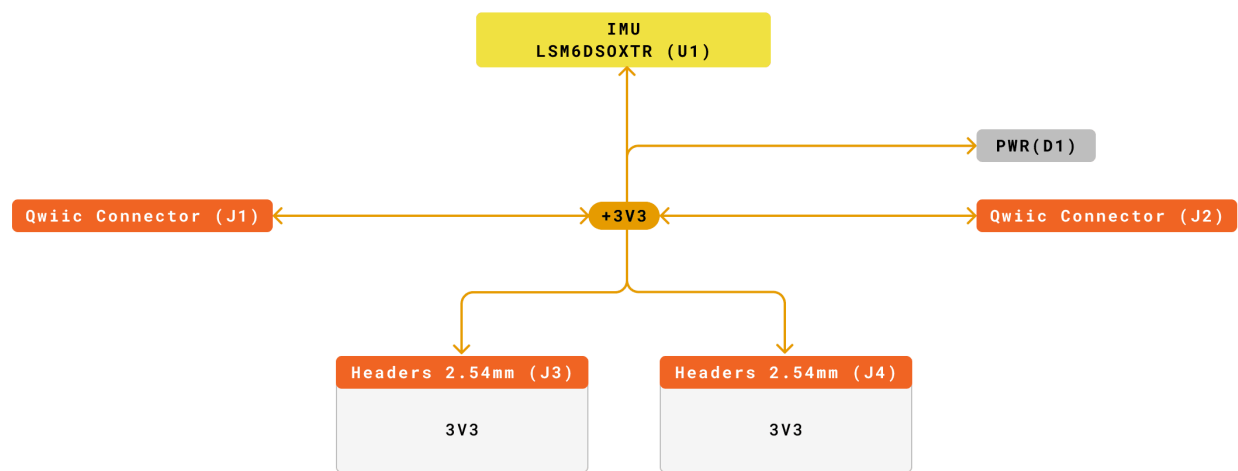 IMU
LSM6DSOXTR (U1)
PWR(D1)
Qwiic Connector (J1)
+3V3
Qwiic Connector (J2)
Headers 2.54mm (J3)
Headers 2.54mm (J4)
3V3
3V3